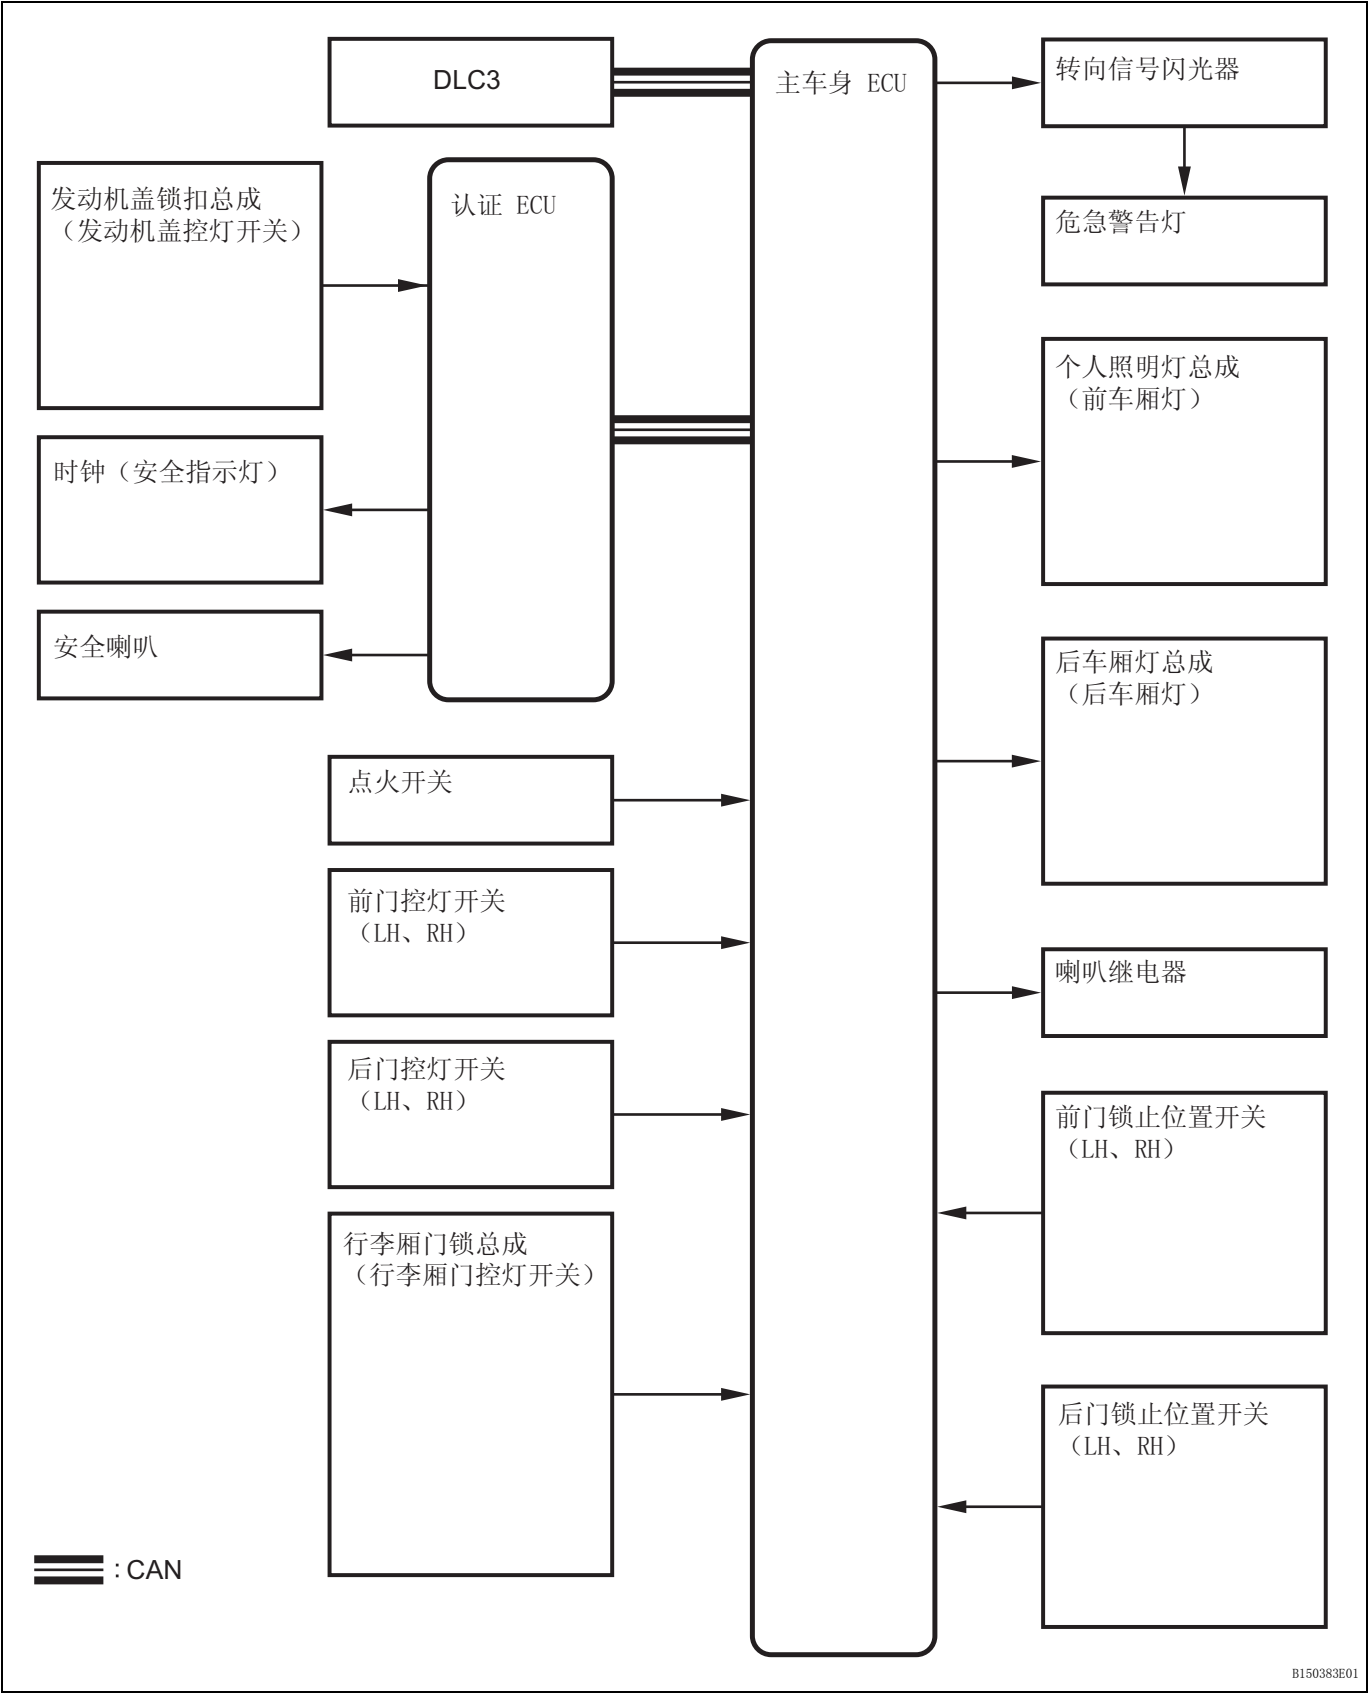 DLC3
主车身 ECU
转向信号闪光器
发动机盖锁扣总成
（发动机盖控灯开关）
认证 ECU
危急警告灯
个人照明灯总成
（前车厢灯）
时钟（安全指示灯）
安全喇叭
后车厢灯总成
（后车厢灯）
点火开关
前门控灯开关
（LH、RH）
喇叭继电器
后门控灯开关
（LH、RH）
前门锁止位置开关
（LH、RH）
行李厢门锁总成
（行李厢门控灯开关）
后门锁止位置开关
（LH、RH）
: CAN
B150383E01